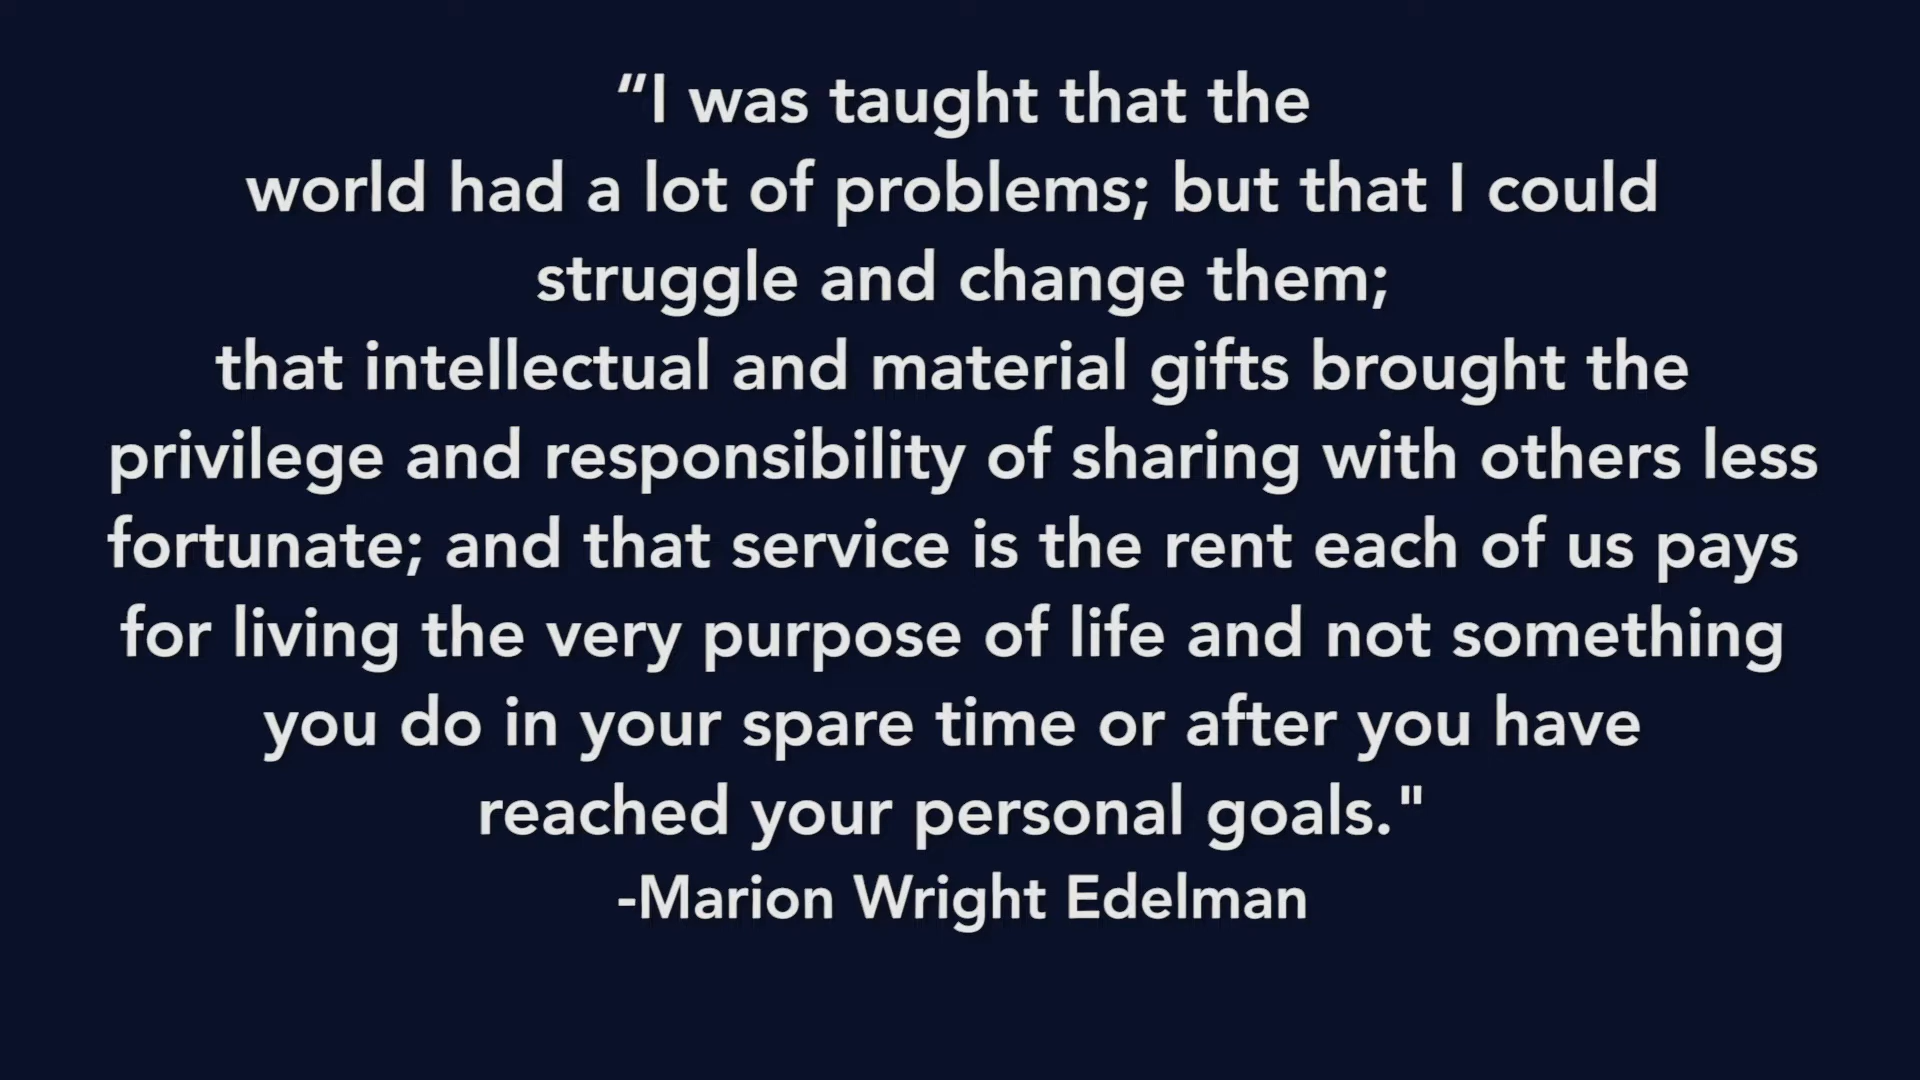 “I was taught that the
world had a lot of problems; but that I could
struggle and change them;
that intellectual and material gifts brought the
privilege and responsibility of sharing with others less
fortunate; and that service is the rent each of us pays
for living the very purpose of life and not something
you do in your spare time or after you have
reached your personal goals."
-Marion Wright Edelman